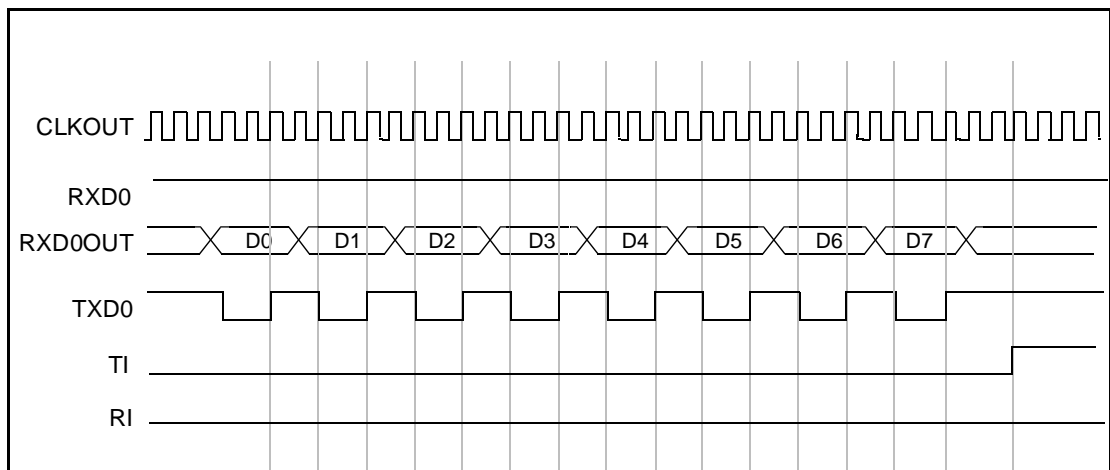 CLKOUT
RXD0
RXD0OUT D0 D1 D2 D3 D4 D5 D6 D7
TXD0
TI
RI